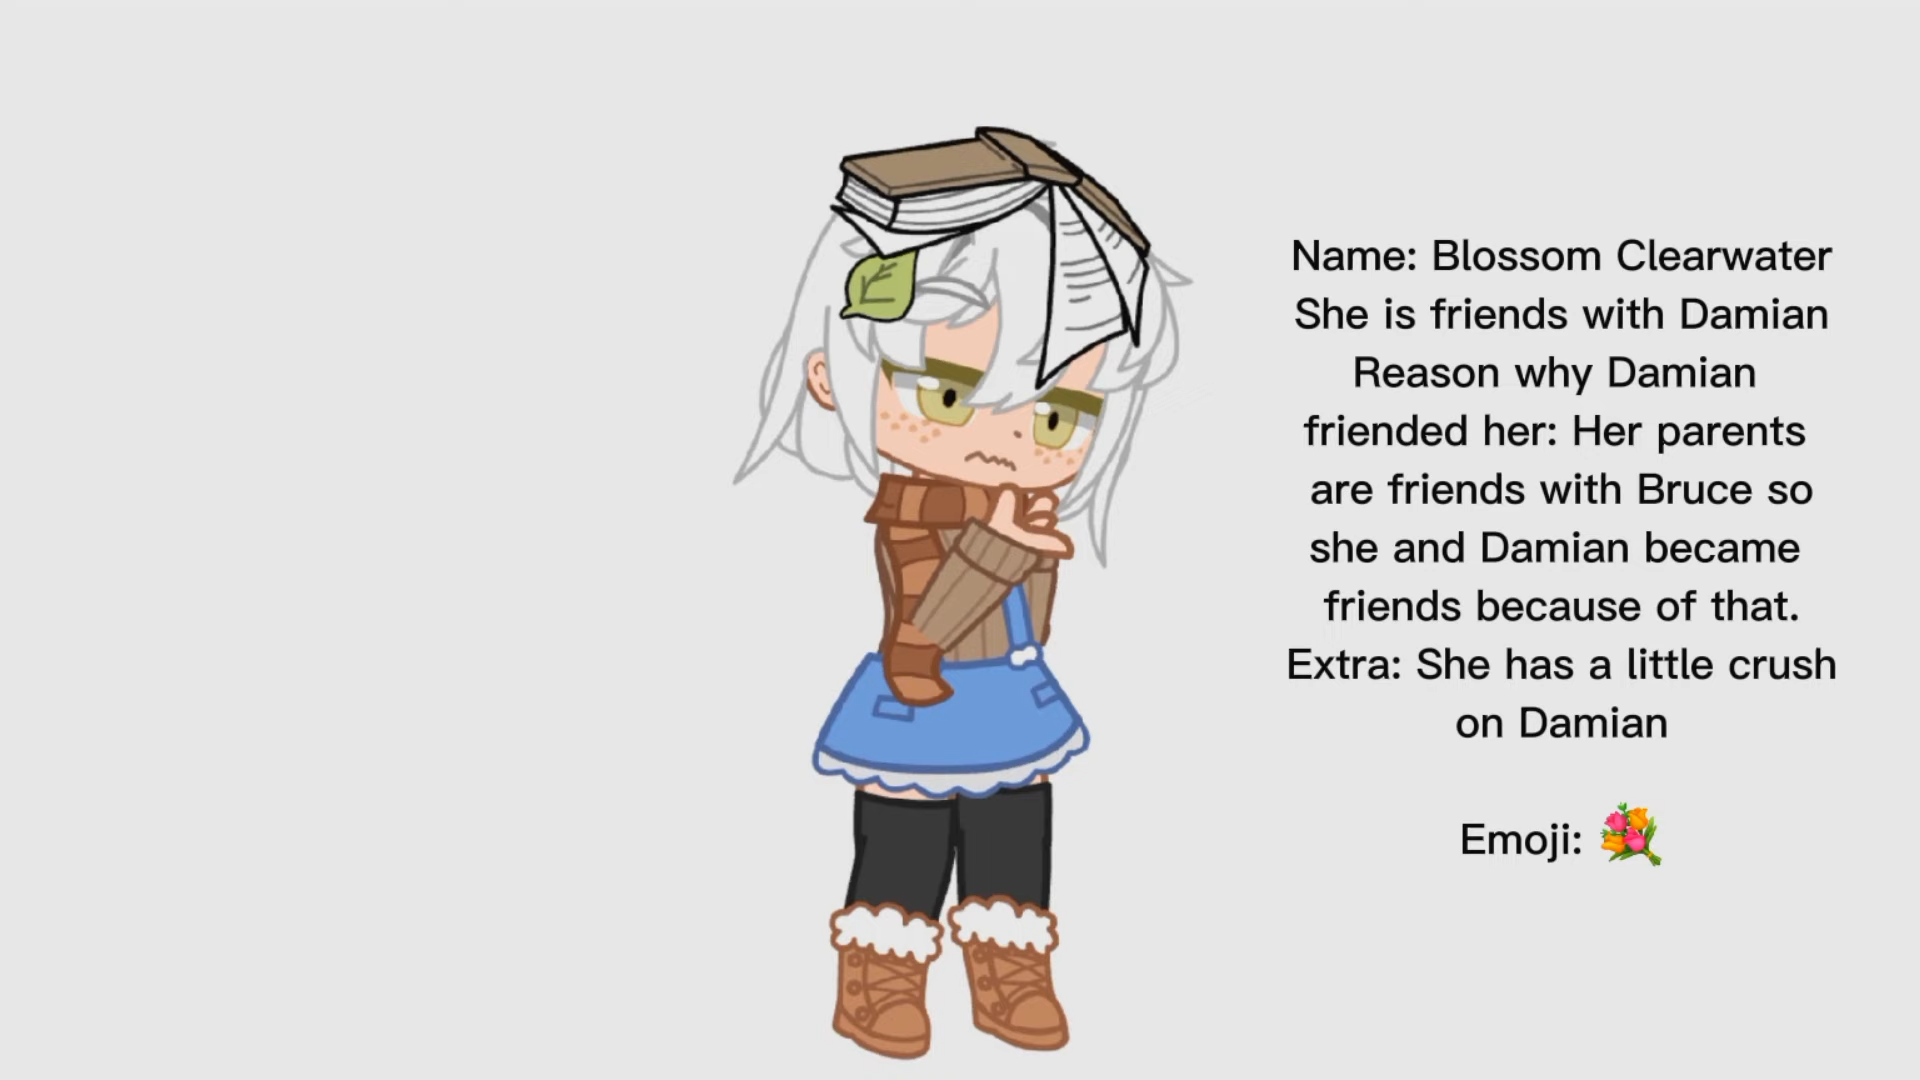 Name: Blossom Clearwater
She is friends with Damian
Reason why Damian
friended her: Her parents
are friends with Bruce so
she and Damian became
friends because of that.
Extra: She has a little crush
on Damian
Emoji: 💐